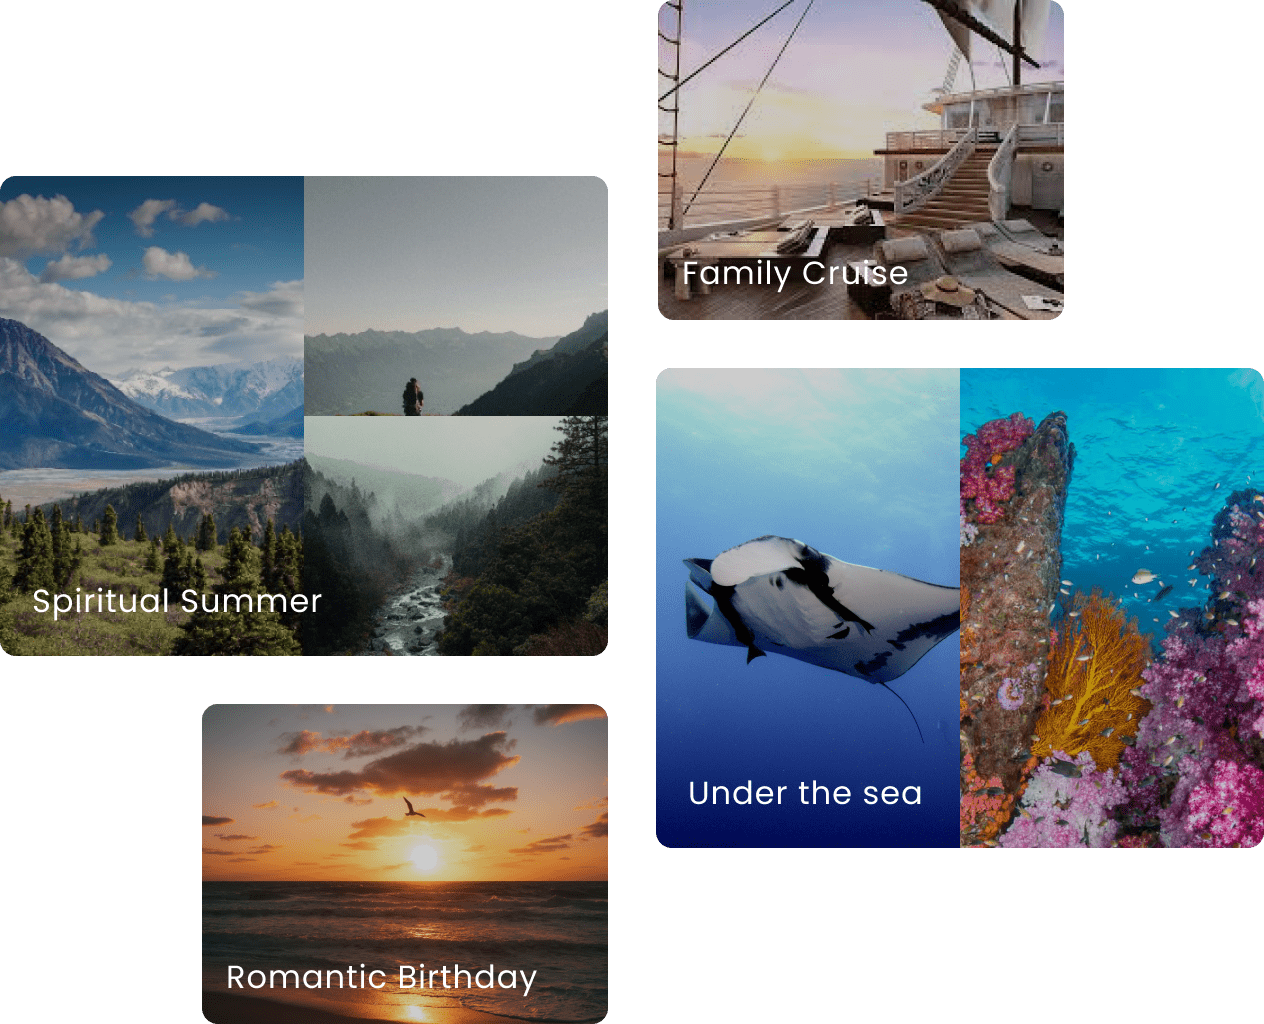 Family Cruise
Spiritual Summer
Under the sea
Romantic Birthday